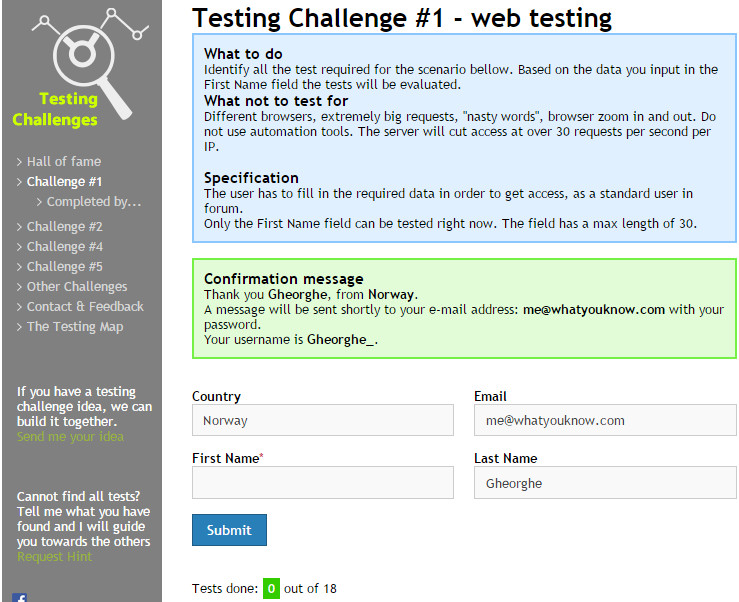 Testing
Challenges
> Hall of fame
> Challenge #1
> Completed by...
> Challenge #2
> Challenge #4
> Challenge #5
> Other Challenges
> Contact & Feedback
> The Testing Map
If you have a testing
challenge idea, we can
build it together.
Send me your idea
Cannot find all tests?
Tell me what you have
found and I will guide
you towards the others
Request Hint
f
Testing Challenge #1 - web testing
What to do
Identify all the test required for the scenario bellow. Based on the data you input in the
First Name field the tests will be evaluated.
What not to test for
Different browsers, extremely big requests, "nasty words", browser zoom in and out. Do
not use automation tools. The server will cut access at over 30 requests per second per
IP.
Specification
The user has to fill in the required data in order to get access, as a standard user in
forum.
Only the First Name field can be tested right now. The field has a max length of 30.
Confirmation message
Thank you Gheorghe, from Norway.
A message will be sent shortly to your e-mail address: me@whatyouknow.com with your
password.
Your username is Gheorghe_.
Country Email
Norway me@whatyouknow.com
First Name* Last Name
Gheorghe
Submit
Tests done: 0 out of 18